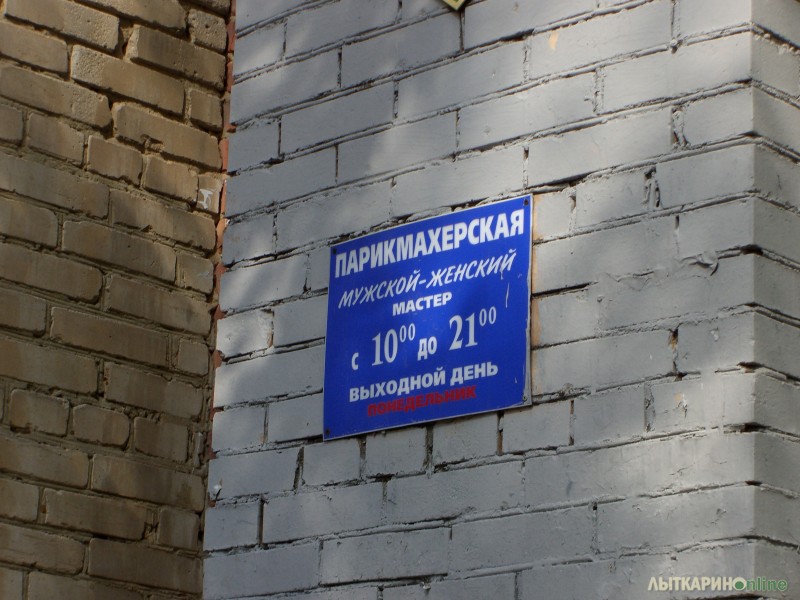 ПАРИКМАХЕРСКАЯ
МУЖСКОЙ-ЖЕНСКИЙ
МАСТЕР
с 10⁰⁰ до 21⁰⁰
ВЫХОДНОЙ ДЕНЬ
ПОНЕДЕЛЬНИК
ЛЫТКАРИНОonline